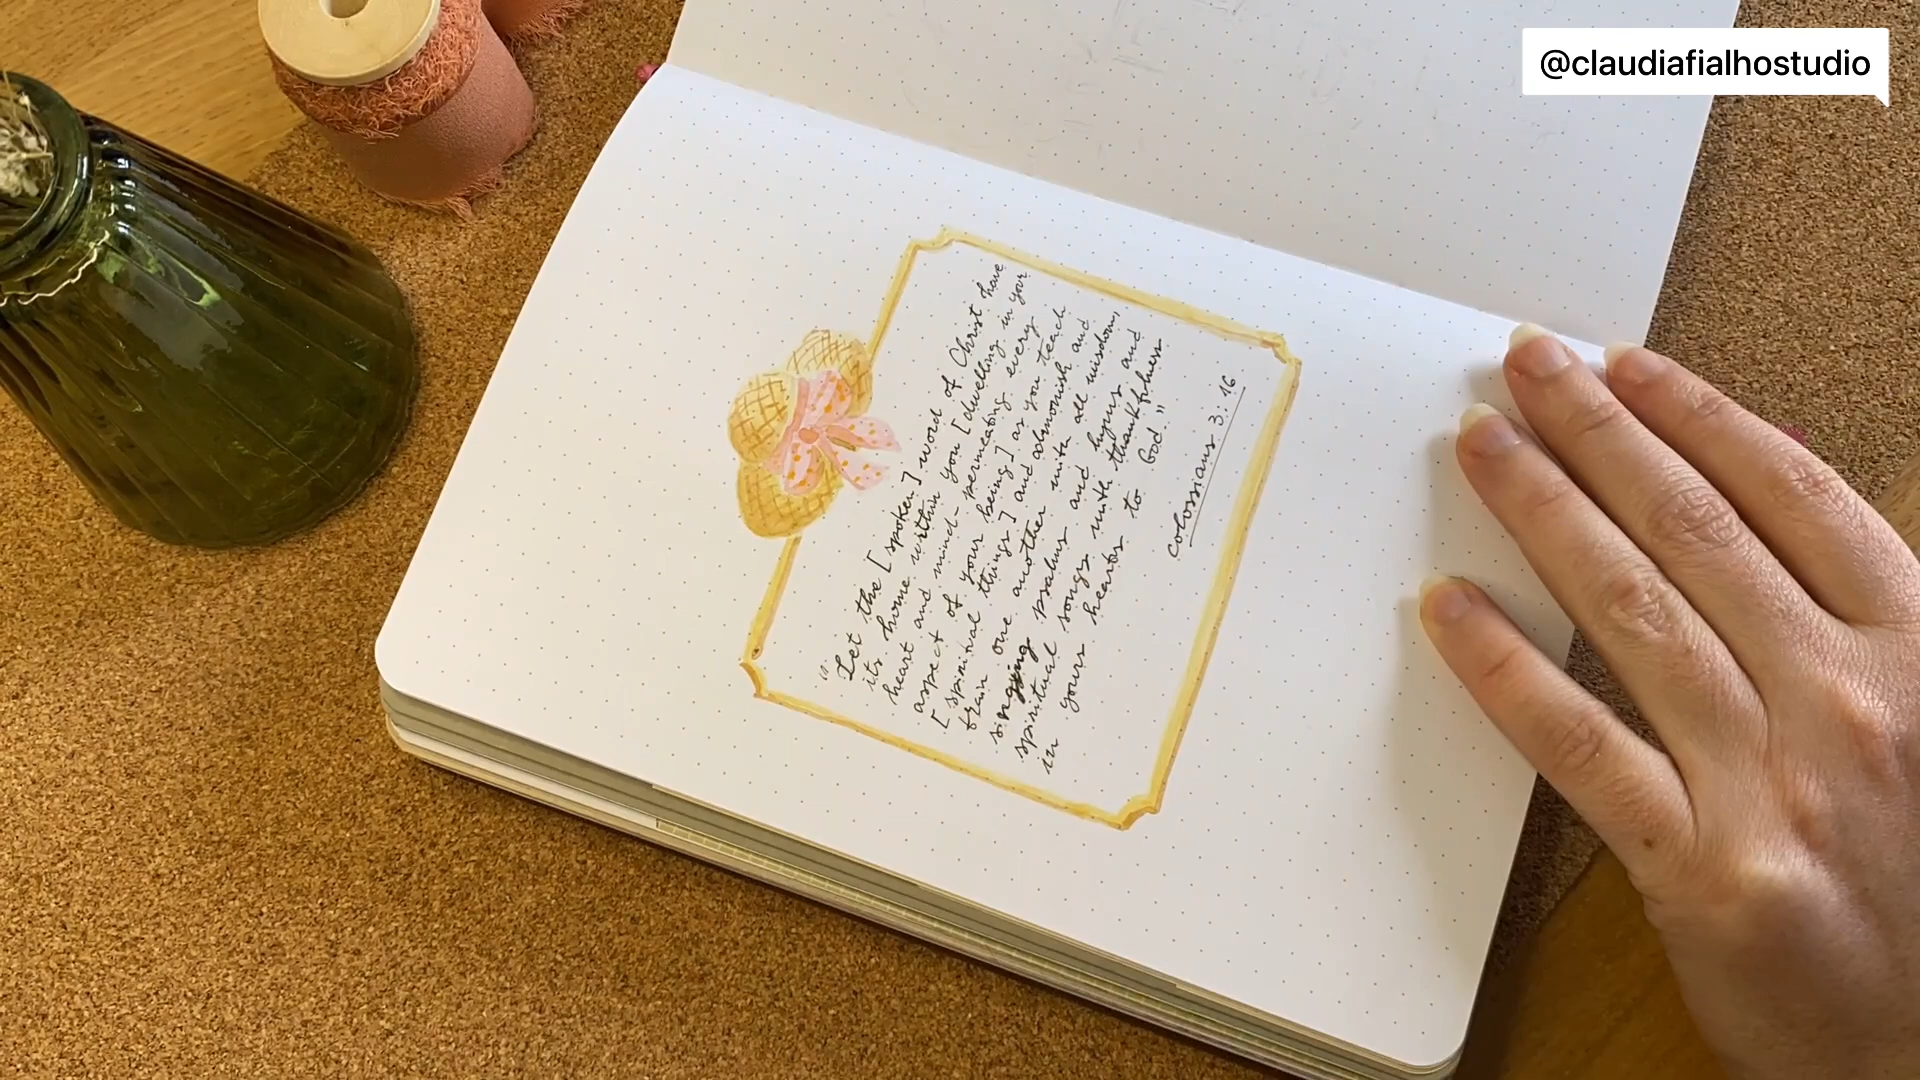 @claudiafialhostudio
"Let the [spoken] word of Christ have
its home within you [dwelling in your
heart and mind- permeating every
aspect of your being] as you teach
[spiritual things] and admonish and
train one another with all wisdom,
singing psalms and hymns and
spiritual songs with thankfulness
in yours hearts to God."
Colossians 3:16